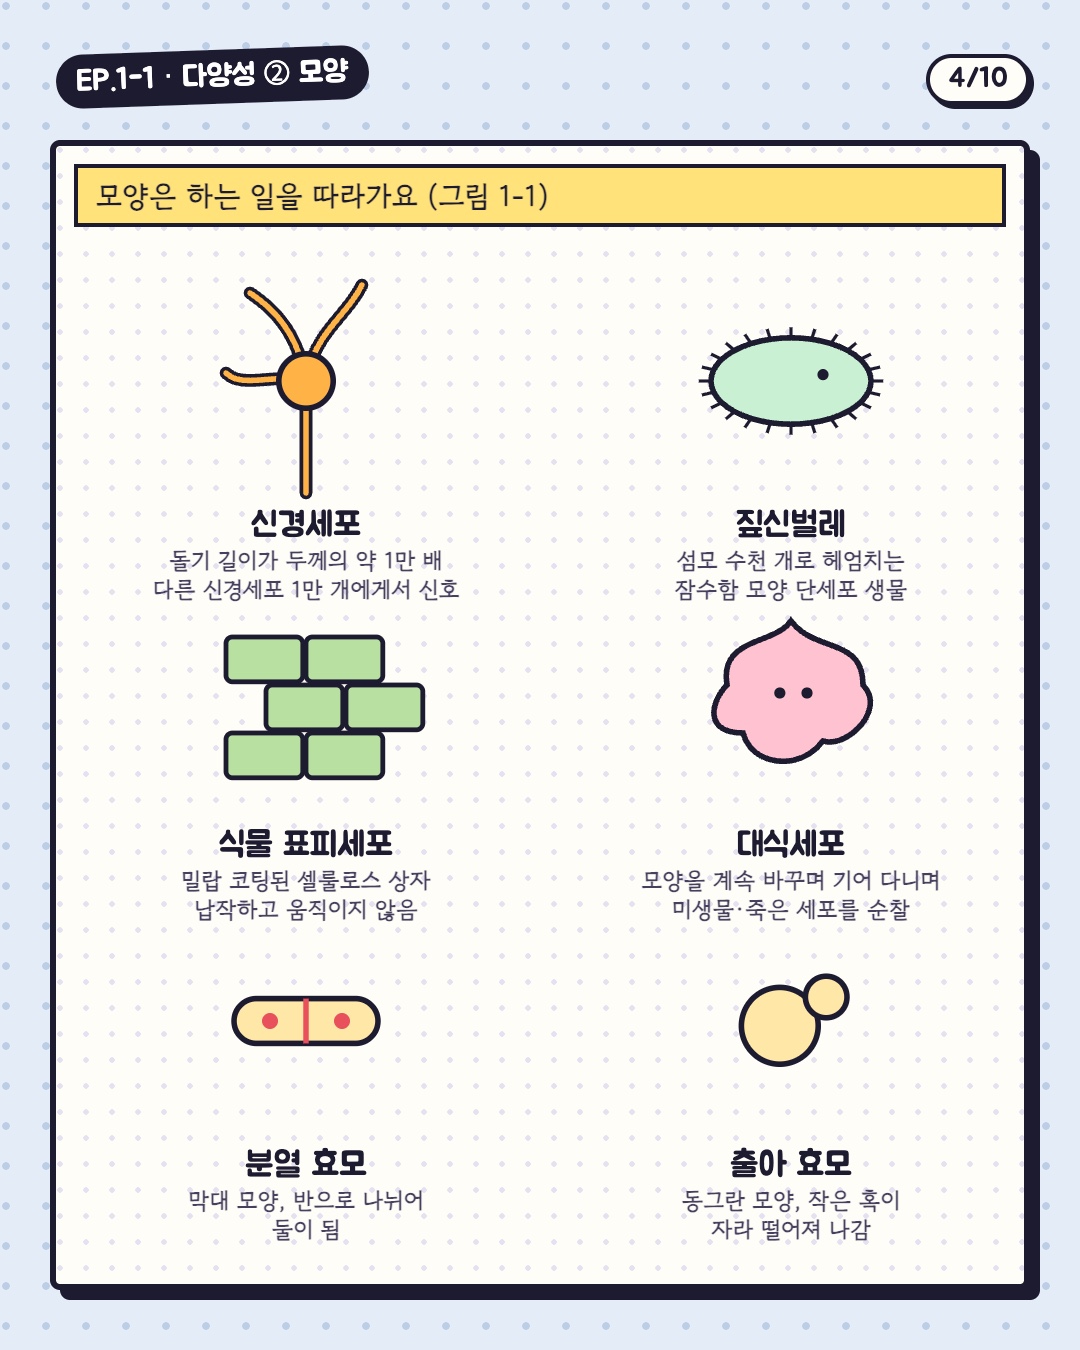 EP.1-1 · 다양성 ② 모양
4/10
모양은 하는 일을 따라가요 (그림 1-1)
신경세포
돌기 길이가 두께의 약 1만 배
다른 신경세포 1만 개에게서 신호
짚신벌레
섬모 수천 개로 헤엄치는
잠수함 모양 단세포 생물
식물 표피세포
밀랍 코팅된 셀룰로스 상자
납작하고 움직이지 않음
대식세포
모양을 계속 바꾸며 기어 다니며
미생물·죽은 세포를 순찰
분열 효모
막대 모양, 반으로 나뉘어
둘이 됨
출아 효모
동그란 모양, 작은 혹이
자라 떨어져 나감